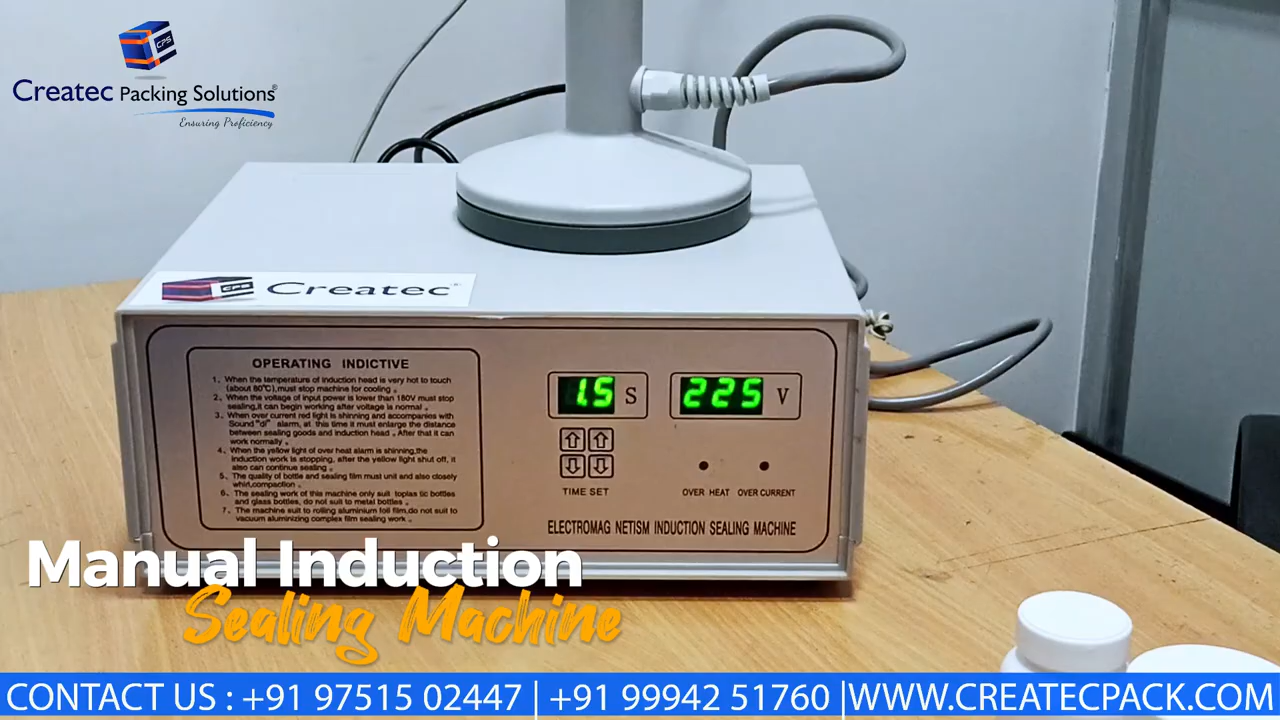 CPS
Createc Packing Solutions®
Ensuring Proficiency
Createc
OPERATING INDICTIVE
1、When the tamperature of induction head is very hot to touch
(about 80℃),must stop machine for cooling 。
2、When the voltage of input power is lower than 180V must stop
sealing,it can begin working after voltage is normal 。
3、When over current red light is shinning and accompanies with
Sound "di" alarm, at this time it must enlarge the distance
between sealing goods and induction head 。After that it can
work normally 。
4、When the yellow light of over heat alarm is shinning,the
induction work is stopping, after the yellow light shut off, it
also can continue sealing 。
5、The quality of bottle and sealing film must unit and also closely
whirl,compaction 。
6、The sealing work of this machine only suit toplas tic bottles
and glass bottles, do not suit to metal bottles 。
7、The machine suit to rolling aluminium foil film,do not suit to
vacuum aluminizing complex film sealing work 。
1.5 S
225 V
TIME SET
OVER HEAT OVER CURRENT
ELECTROMAG NETISM INDUCTION SEALING MACHINE
Manual Induction
Sealing Machine
CONTACT US : +91 97515 02447 | +91 99942 51760 |WWW.CREATECPACK.COM